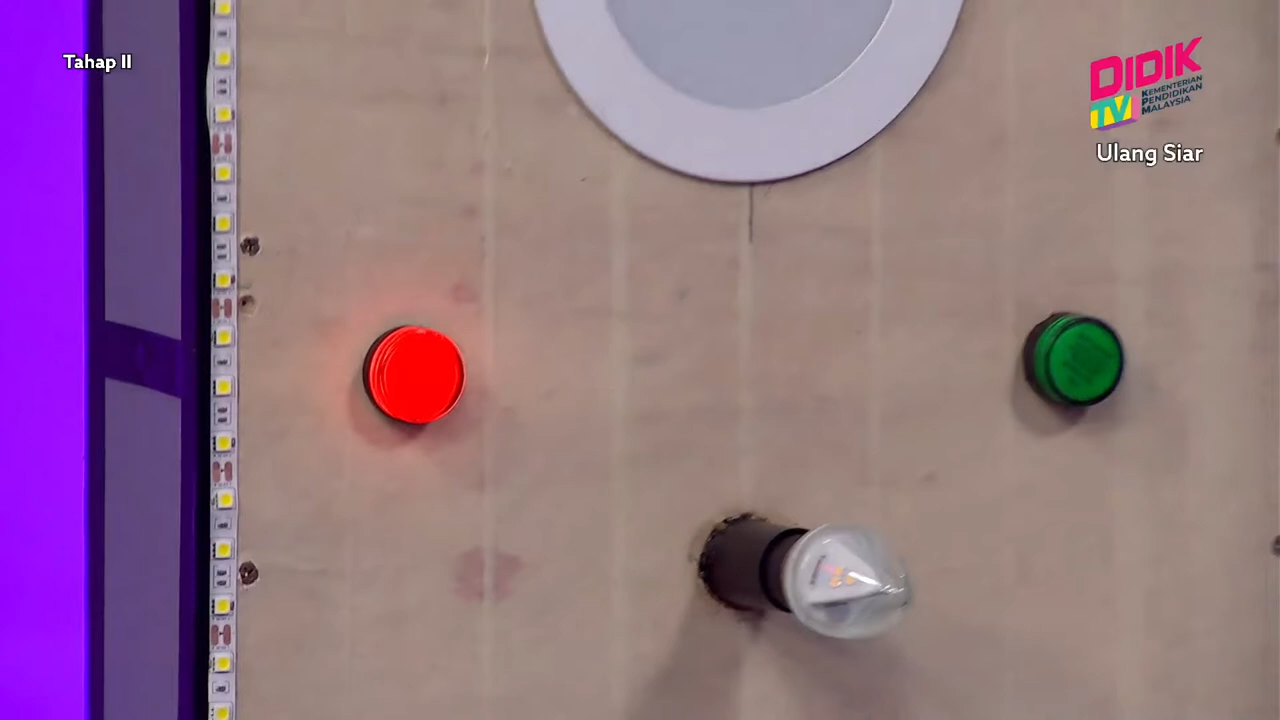 Tahap II
DIDIK
TV
KEMENTERIAN
PENDIDIKAN
MALAYSIA
Ulang Siar